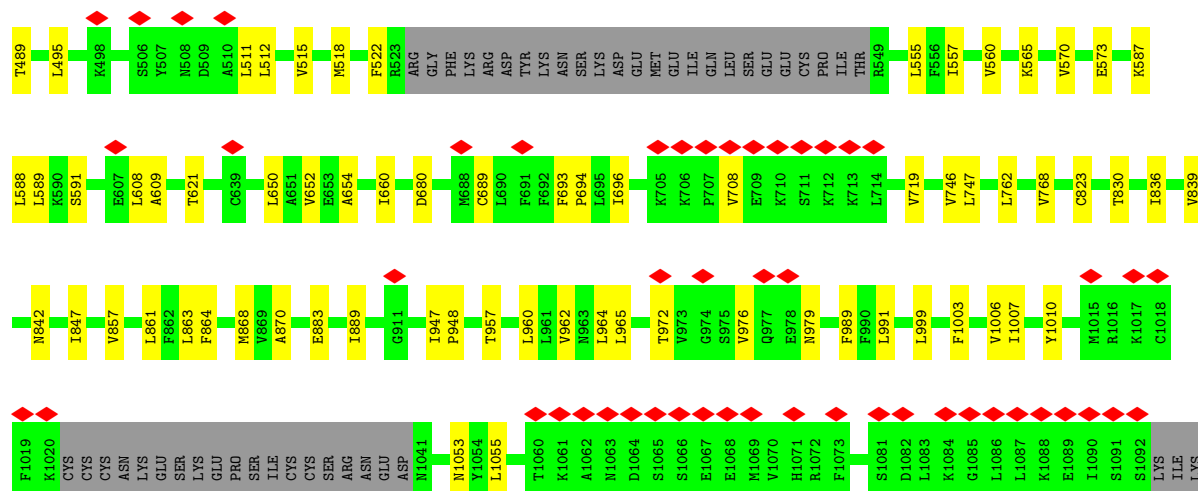 T489 L495 K498 S506 Y507 N508 D509 A510 L511 L512 V515 M518 F522 R523 ARG GLY PHE LYS ARG ASP TYR LYS ASN SER LYS ASP GLU MET GLU ILE GLN LEU SER GLU GLU CYS PRO ILE THR R549 L555 F556 I557 V560 K565 V570 E573 K587
L588 L589 K590 S591 E607 L608 A609 T621 C639 L650 A651 V652 E653 A654 I660 D680 M688 C689 L690 F691 F692 F693 P694 L695 I696 K705 K706 P707 V708 E709 K710 S711 K712 K713 L714 V719 V746 L747 L762 V768 C823 T830 I836 V839
N842 I847 V857 L861 F862 L863 F864 M868 V869 A870 E883 I889 G911 I947 P948 T957 L960 L961 V962 N963 L964 L965 T972 V973 G974 S975 V976 Q977 E978 N979 F989 F990 L991 L999 F1003 V1006 I1007 Y1010 M1015 R1016 K1017 C1018
F1019 K1020 CYS CYS CYS ASN LYS GLU SER LYS GLU PRO SER ILE CYS CYS SER ARG ASN GLU ASP N1041 N1053 Y1054 L1055 T1060 K1061 A1062 N1063 D1064 S1065 S1066 E1067 E1068 M1069 V1070 H1071 R1072 F1073 S1081 D1082 L1083 K1084 G1085 L1086 L1087 K1088 E1089 I1090 S1091 S1092 LYS ILE LYS